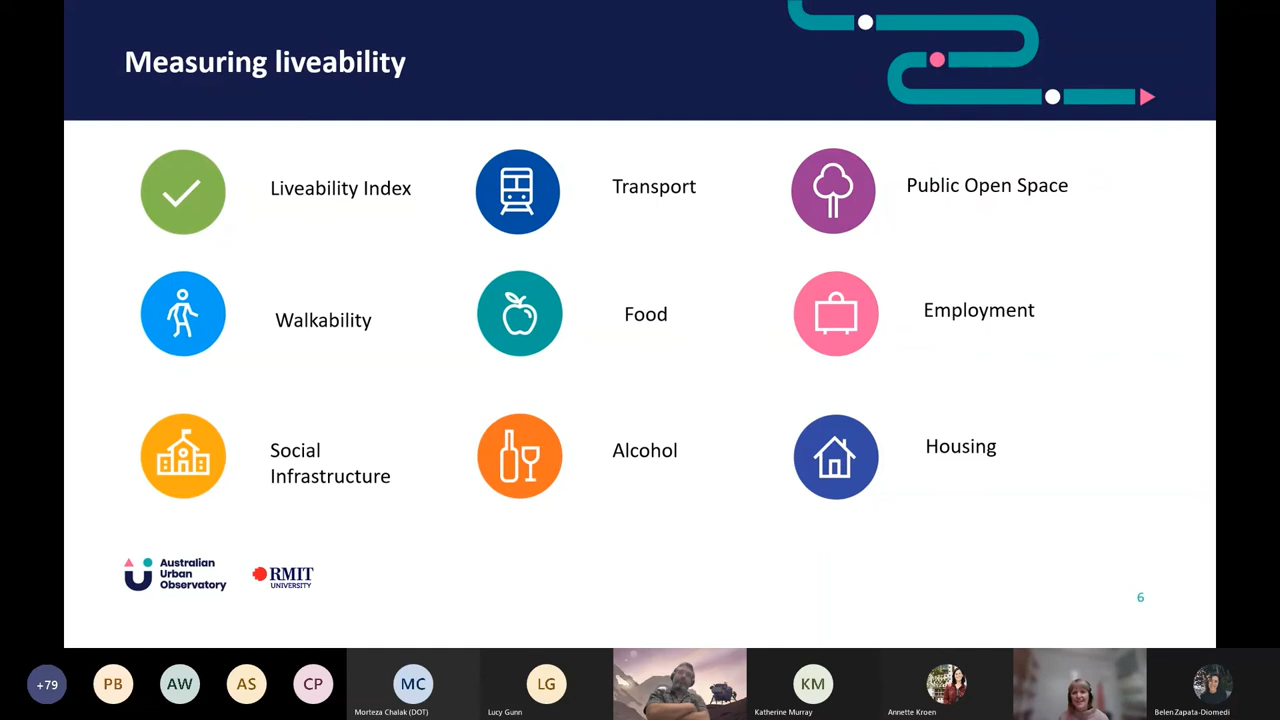 Measuring liveability
Liveability Index
Transport
Public Open Space
Walkability
Food
Employment
Social
Infrastructure
Alcohol
Housing
Australian
Urban
Observatory
RMIT
UNIVERSITY
6
+79
PB
AW
AS
CP
MC
Morteza Chalak (DOT)
LG
Lucy Gunn
KM
Katherine Murray
Annette Kroen
Belen Zapata-Diomedi